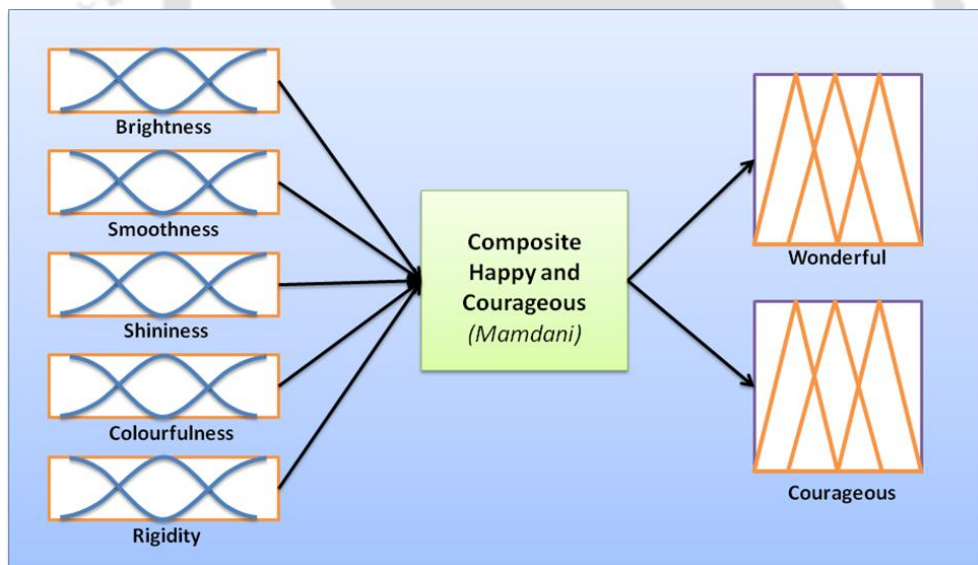 Brightness
Smoothness
Shininess
Colourfulness
Rigidity
Composite
Happy and
Courageous
(Mamdani)
Wonderful
Courageous